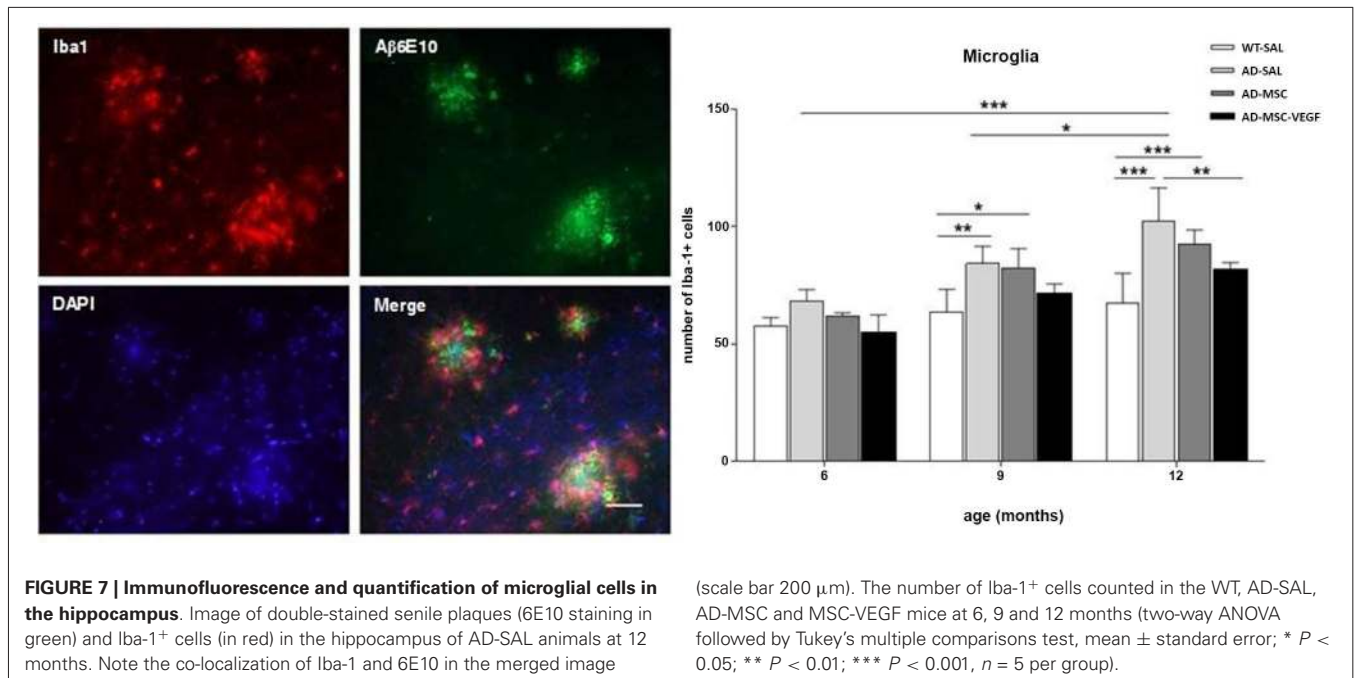 Iba1
Aβ6E10
DAPI
Merge
Microglia
WT-SAL
AD-SAL
AD-MSC
AD-MSC-VEGF
number of Iba-1+ cells
150
100
50
0
***
*
***
***
**
*
**
6
9
12
age (months)
FIGURE 7 | Immunofluorescence and quantification of microglial cells in
the hippocampus. Image of double-stained senile plaques (6E10 staining in
green) and Iba-1⁺ cells (in red) in the hippocampus of AD-SAL animals at 12
months. Note the co-localization of Iba-1 and 6E10 in the merged image
(scale bar 200 μm). The number of Iba-1⁺ cells counted in the WT, AD-SAL,
AD-MSC and MSC-VEGF mice at 6, 9 and 12 months (two-way ANOVA
followed by Tukey's multiple comparisons test, mean ± standard error; * P <
0.05; ** P < 0.01; *** P < 0.001, n = 5 per group).